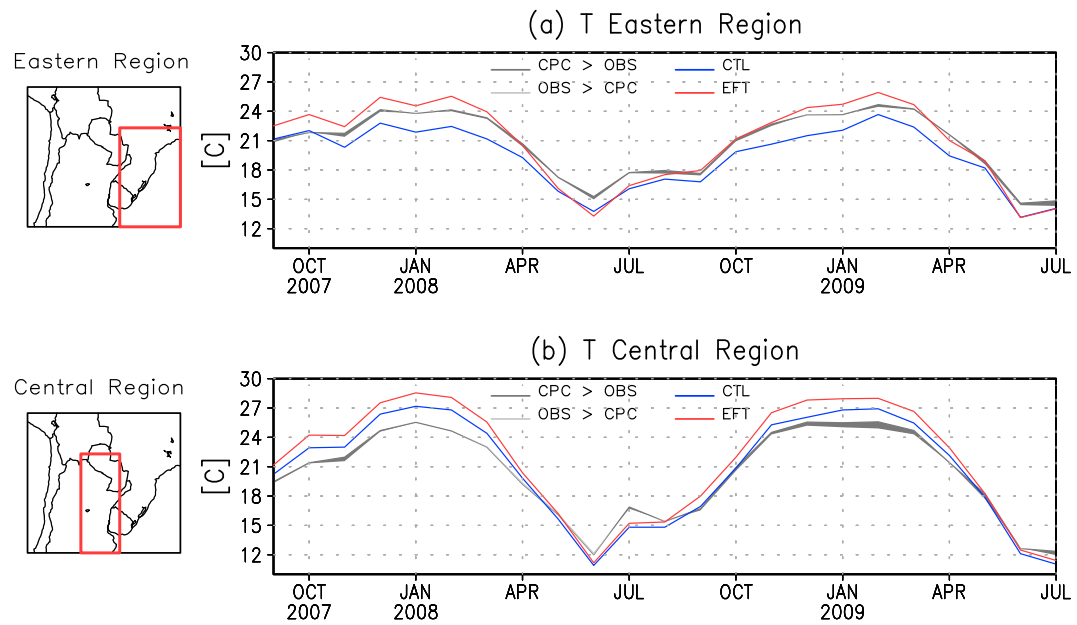 (a) T Eastern Region
Eastern Region
[C]
30
27
24
21
18
15
12
CPC > OBS
OBS > CPC
CTL
EFT
OCT
2007
JAN
2008
APR
JUL
OCT
JAN
2009
APR
JUL
(b) T Central Region
Central Region
[C]
30
27
24
21
18
15
12
CPC > OBS
OBS > CPC
CTL
EFT
OCT
2007
JAN
2008
APR
JUL
OCT
JAN
2009
APR
JUL